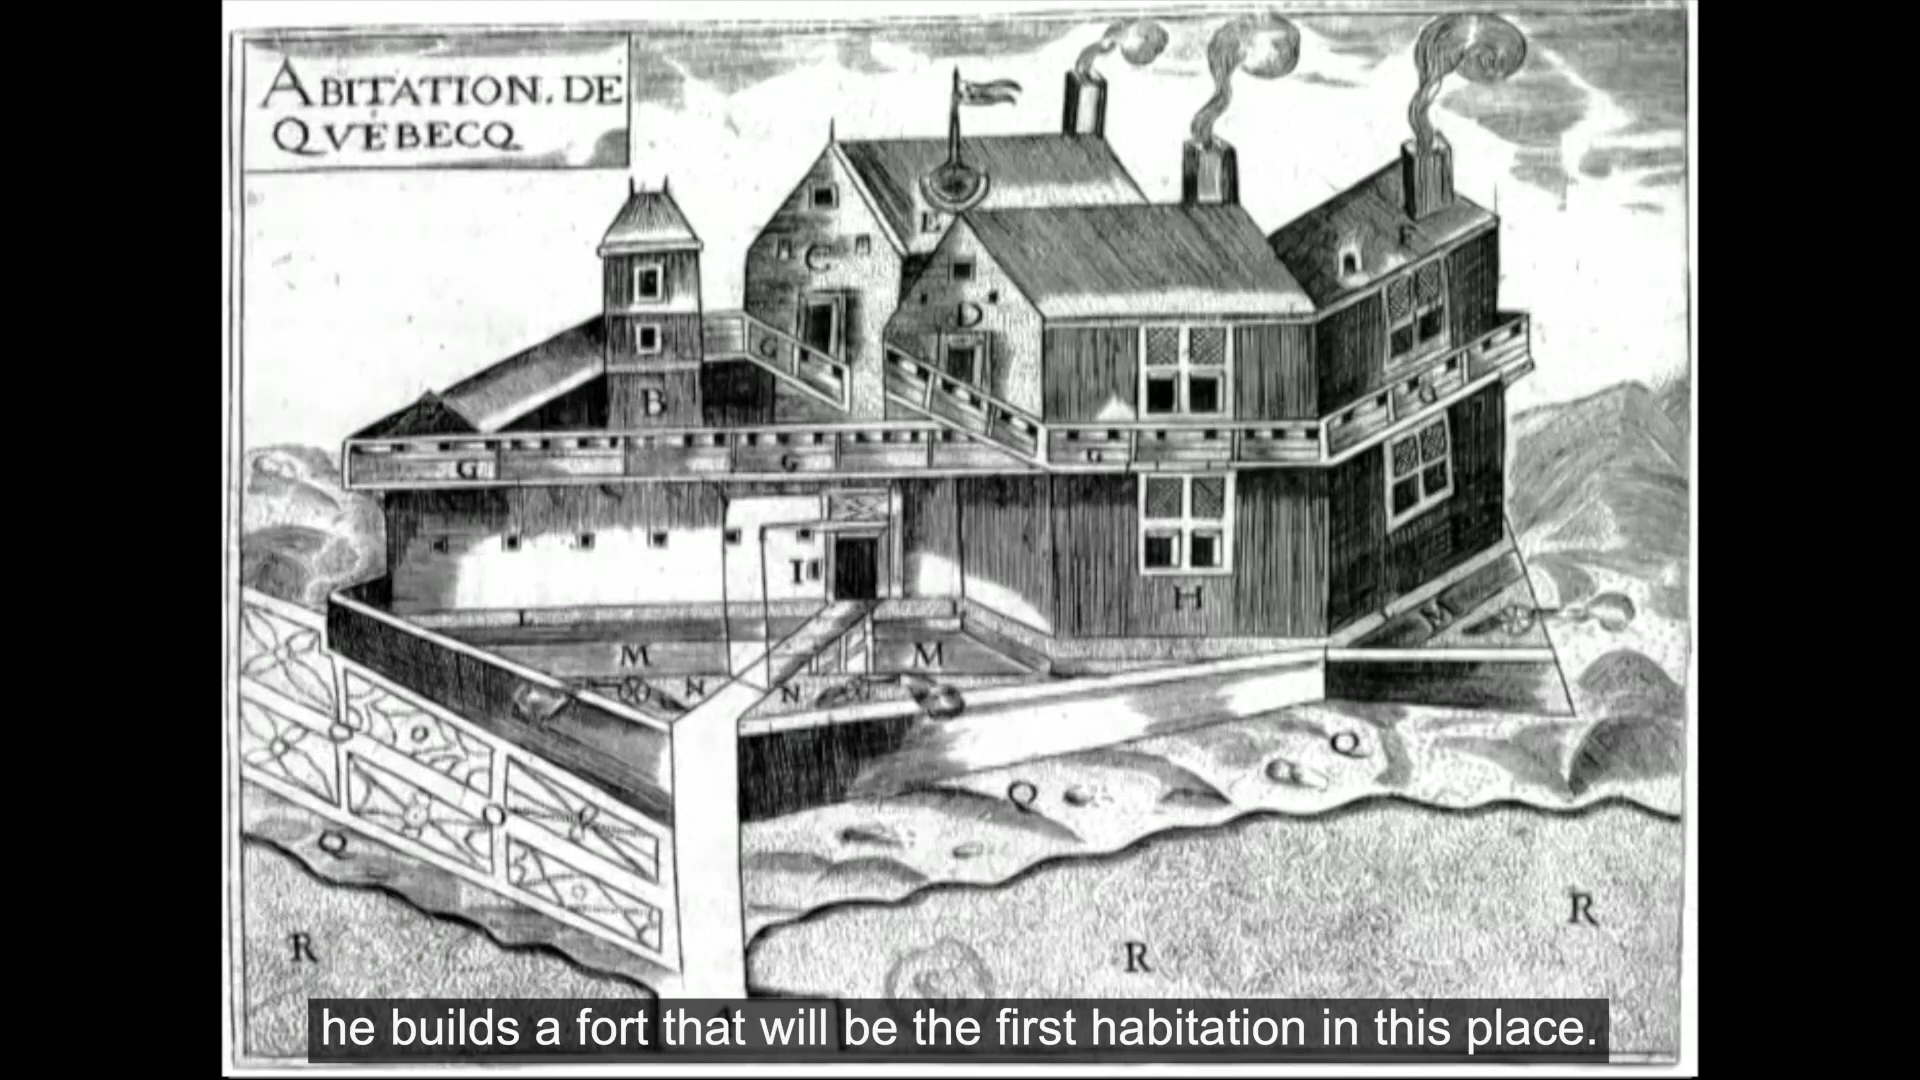 ABITATION. DE
QVEBECQ
E
F
C
D
G
B
G
G
G
G
I
H
M
M
M
N
N
Q
Q
Q
R
R
R
he builds a fort that will be the first habitation in this place.